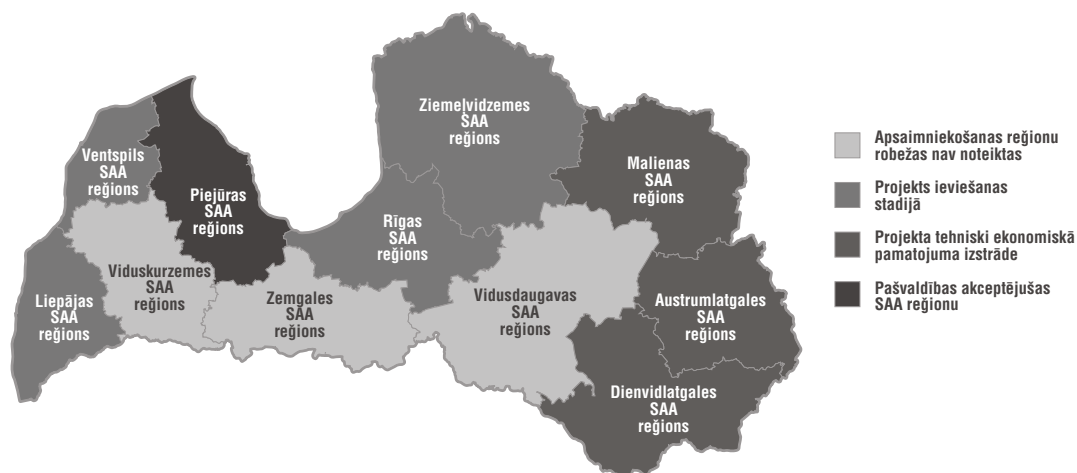 Ziemeļvidzemes
SAA
reģions
Ventspils
SAA
reģions
Malienas
SAA
reģions
Piejūras
SAA
reģions
Rīgas
SAA
reģions
Viduskurzemes
SAA
reģions
Liepājas
SAA
reģions
Zemgales
SAA
reģions
Vidusdaugavas
SAA
reģions
Austrumlatgales
SAA
reģions
Dienvidlatgales
SAA
reģions
Apsaimniekošanas reģionu
robežas nav noteiktas
Projekts ieviešanas
stadijā
Projekta tehniski ekonomiskā
pamatojuma izstrāde
Pašvaldības akceptējušas
SAA reģionu